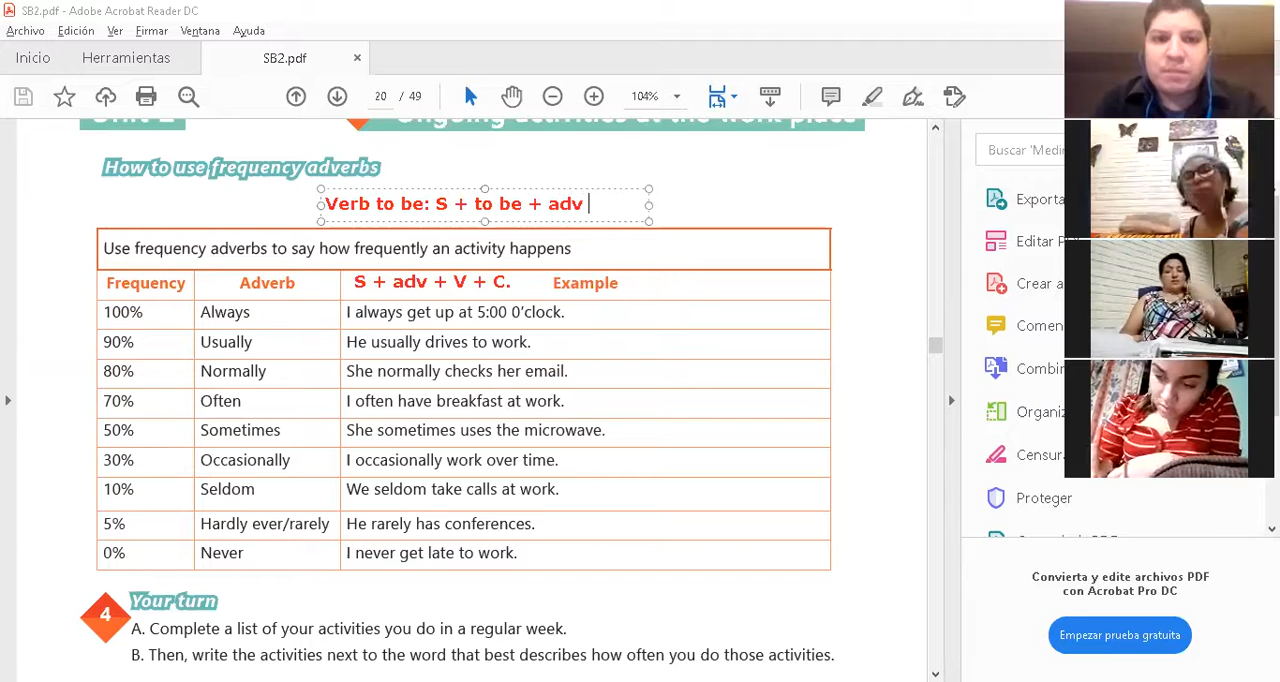 SB2.pdf - Adobe Acrobat Reader DC
Archivo Edición Ver Firmar Ventana Ayuda
Inicio Herramientas SB2.pdf ×
20 / 49 104%
Ongoing activities at the work place
How to use frequency adverbs
Verb to be: S + to be + adv
Use frequency adverbs to say how frequently an activity happens
Frequency Adverb S + adv + V + C. Example
100% Always I always get up at 5:00 0'clock.
90% Usually He usually drives to work.
80% Normally She normally checks her email.
70% Often I often have breakfast at work.
50% Sometimes She sometimes uses the microwave.
30% Occasionally I occasionally work over time.
10% Seldom We seldom take calls at work.
5% Hardly ever/rarely He rarely has conferences.
0% Never I never get late to work.
4 Your turn
A. Complete a list of your activities you do in a regular week.
B. Then, write the activities next to the word that best describes how often you do those activities.
Buscar 'Medi
Exporta
Editar PD
Crear a
Comen
Combin
Organiz
Censur
Proteger
Convierta y edite archivos PDF
con Acrobat Pro DC
Empezar prueba gratuita